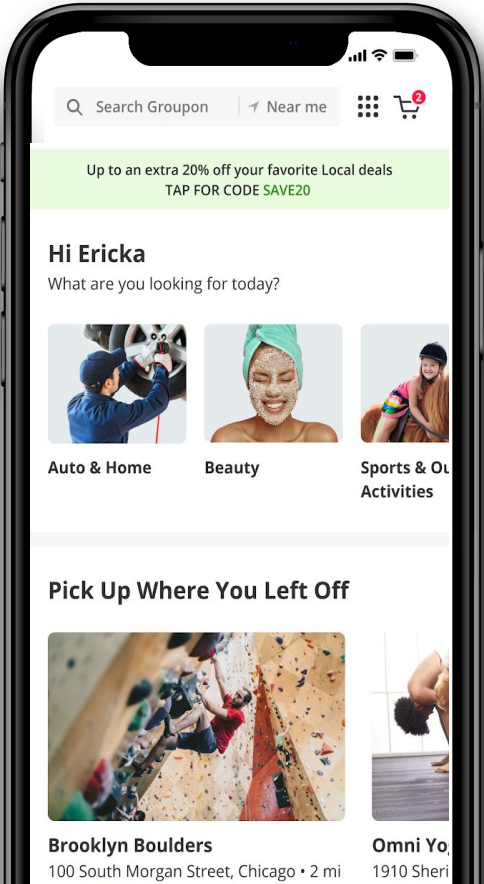 Search Groupon
Near me
2
Up to an extra 20% off your favorite Local deals
TAP FOR CODE SAVE20
Hi Ericka
What are you looking for today?
Auto & Home
Beauty
Sports & Ou
Activities
Pick Up Where You Left Off
Brooklyn Boulders
Omni Yo
100 South Morgan Street, Chicago • 2 mi
1910 Sheri